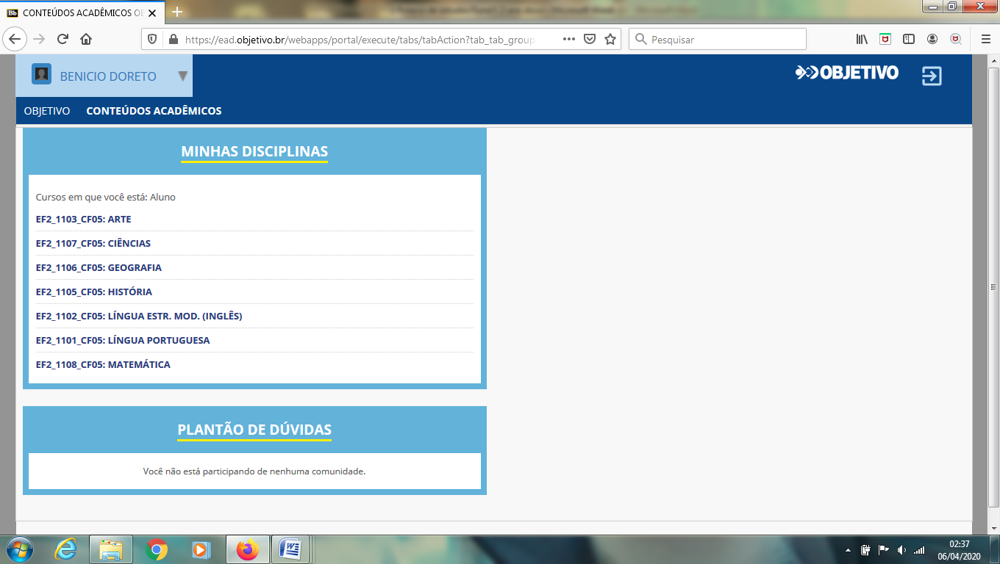 CONTEÚDOS ACADÊMICOS OB
https://ead.objetivo.br/webapps/portal/execute/tabs/tabAction?tab_tab_group
Pesquisar
BENICIO DORETO
OBJETIVO
OBJETIVO CONTEÚDOS ACADÊMICOS
MINHAS DISCIPLINAS
Cursos em que você está: Aluno
EF2_1103_CF05: ARTE
EF2_1107_CF05: CIÊNCIAS
EF2_1106_CF05: GEOGRAFIA
EF2_1105_CF05: HISTÓRIA
EF2_1102_CF05: LÍNGUA ESTR. MOD. (INGLÊS)
EF2_1101_CF05: LÍNGUA PORTUGUESA
EF2_1108_CF05: MATEMÁTICA
PLANTÃO DE DÚVIDAS
Você não está participando de nenhuma comunidade.
02:37
06/04/2020